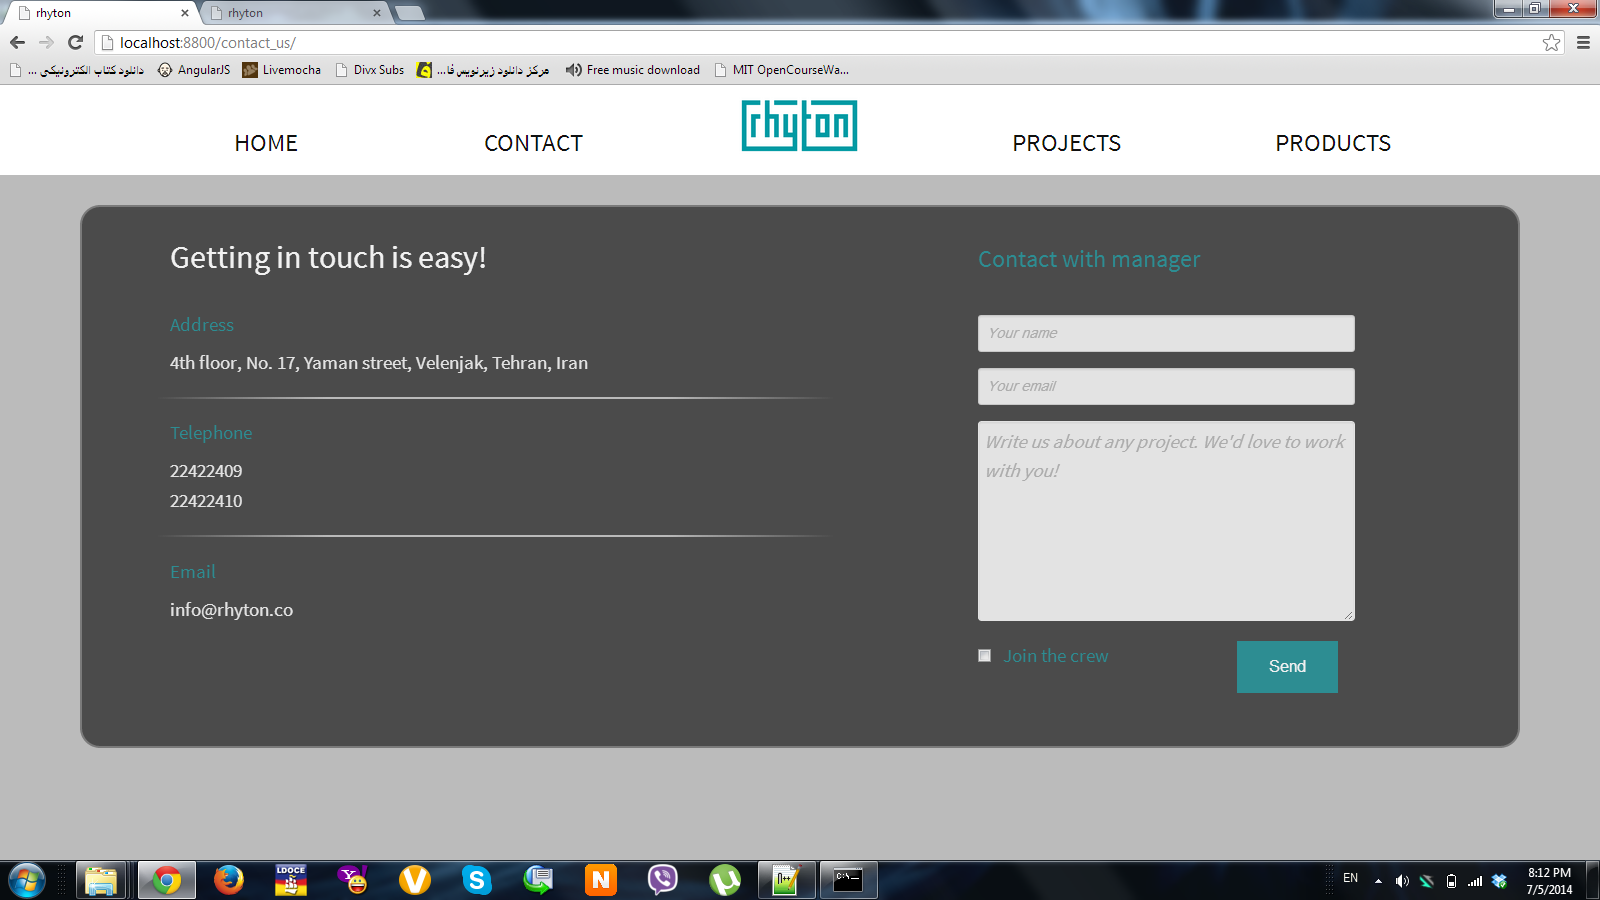 rhyton
rhyton
localhost:8800/contact_us/
دانلود کتاب الکترونیکی ...
AngularJS
Livemocha
Divx Subs
مرکز دانلود زیرنویس فا...
Free music download
MIT OpenCourseWa...
HOME
CONTACT
rhyton
PROJECTS
PRODUCTS
Getting in touch is easy!
Address
4th floor, No. 17, Yaman street, Velenjak, Tehran, Iran
Telephone
22422409
22422410
Email
info@rhyton.co
Contact with manager
Your name
Your email
Write us about any project. We'd love to work
with you!
Join the crew
Send
LDOCE
EN
8:12 PM
7/5/2014